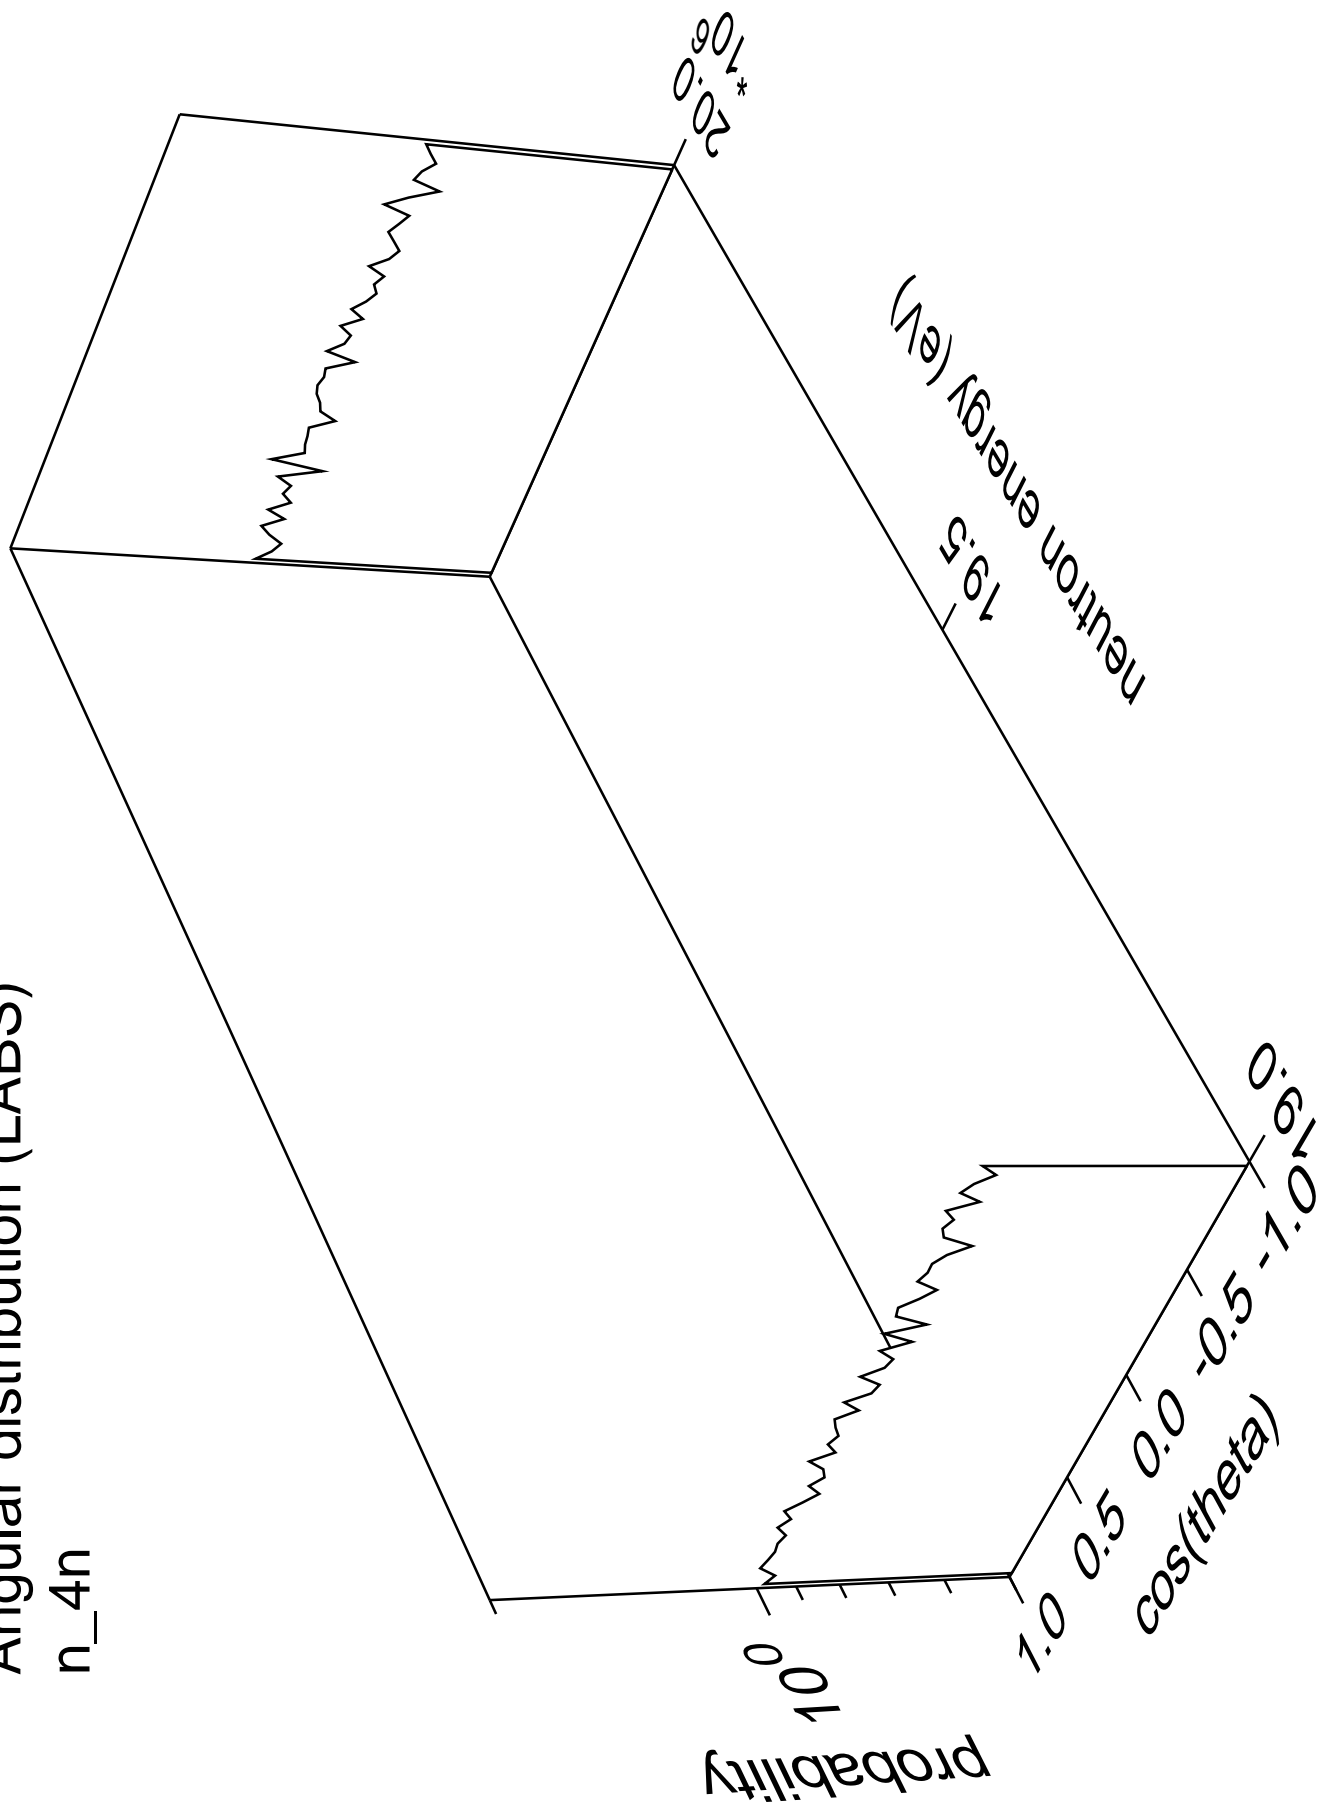 Angular distribution (LABS)
n_4n
probability
10^0
1.0
0.5
0.0
-0.5
-1.0
cos(theta)
19.0
19.5
20.0
*10^6
neutron energy (eV)